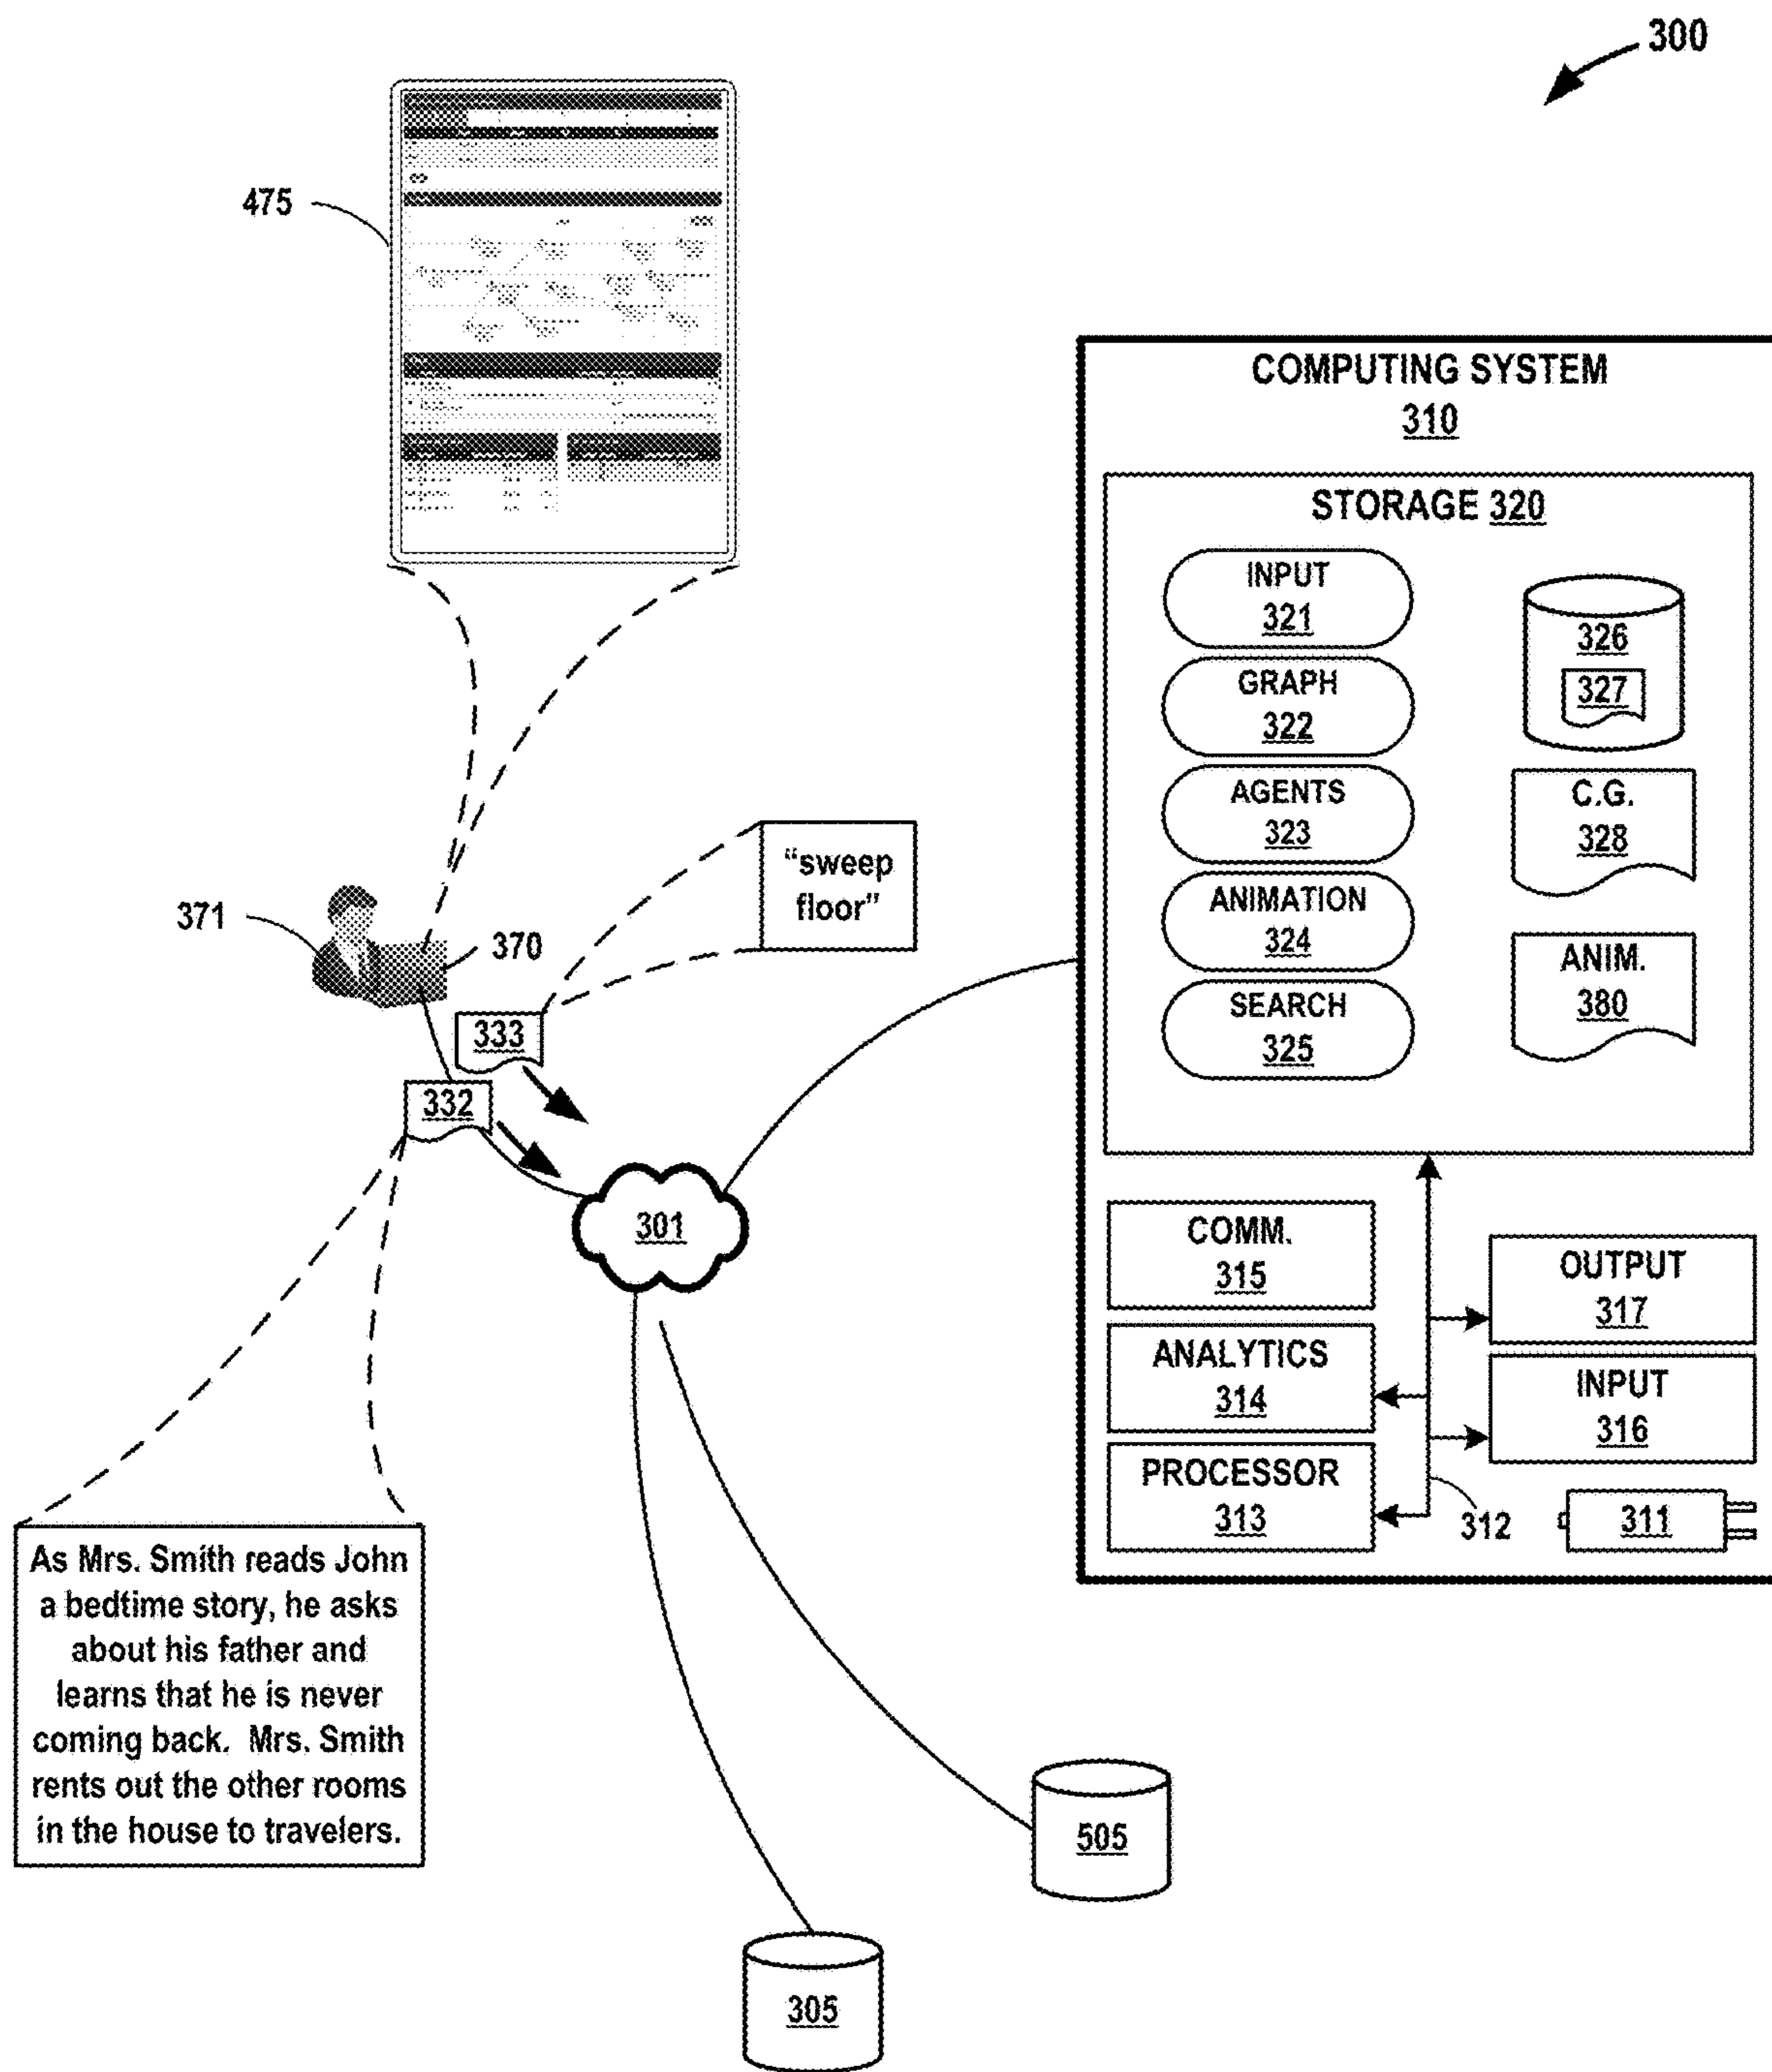 300
475
COMPUTING SYSTEM
310
STORAGE 320
INPUT
321
GRAPH
322
AGENTS
323
ANIMATION
324
SEARCH
325
326
327
C.G.
328
ANIM.
380
“sweep
floor”
371
370
333
332
301
COMM.
315
ANALYTICS
314
PROCESSOR
313
OUTPUT
317
INPUT
316
312
311
As Mrs. Smith reads John
a bedtime story, he asks
about his father and
learns that he is never
coming back.  Mrs. Smith
rents out the other rooms
in the house to travelers.
505
305